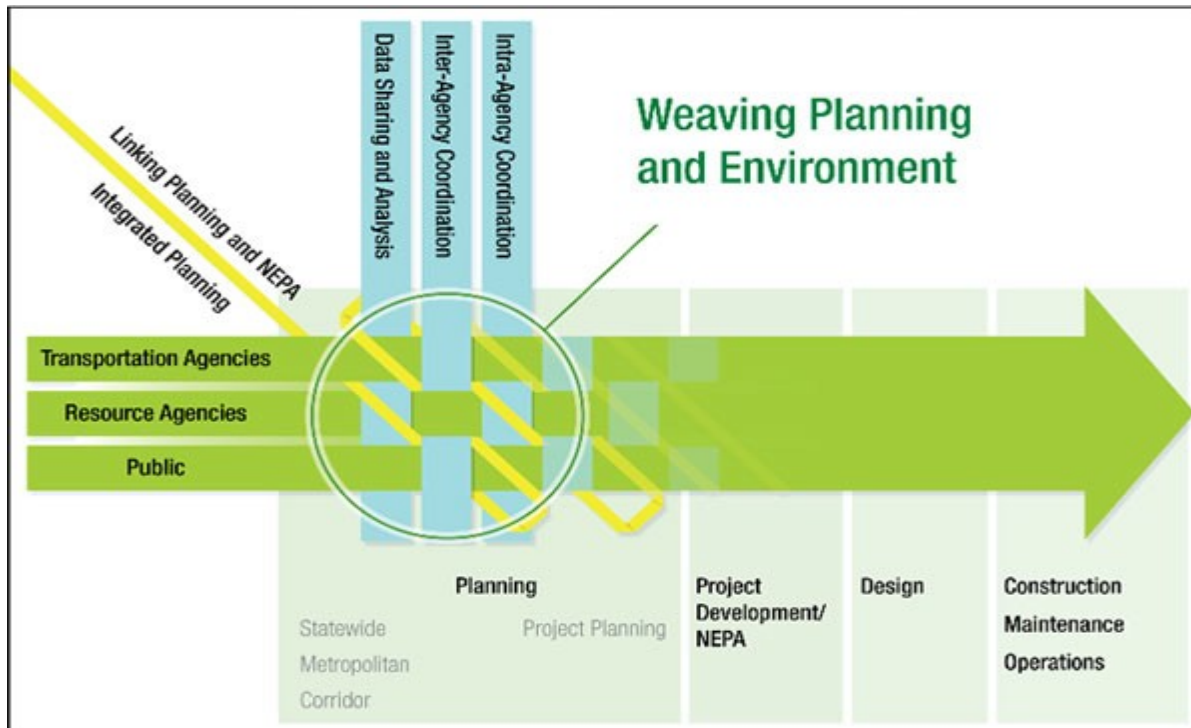 Data Sharing and Analysis
Inter-Agency Coordination
Intra-Agency Coordination
Weaving Planning
and Environment
Linking Planning and NEPA
Integrated Planning
Transportation Agencies
Resource Agencies
Public
Planning
Statewide
Metropolitan
Corridor
Project Planning
Project
Development/
NEPA
Design
Construction
Maintenance
Operations